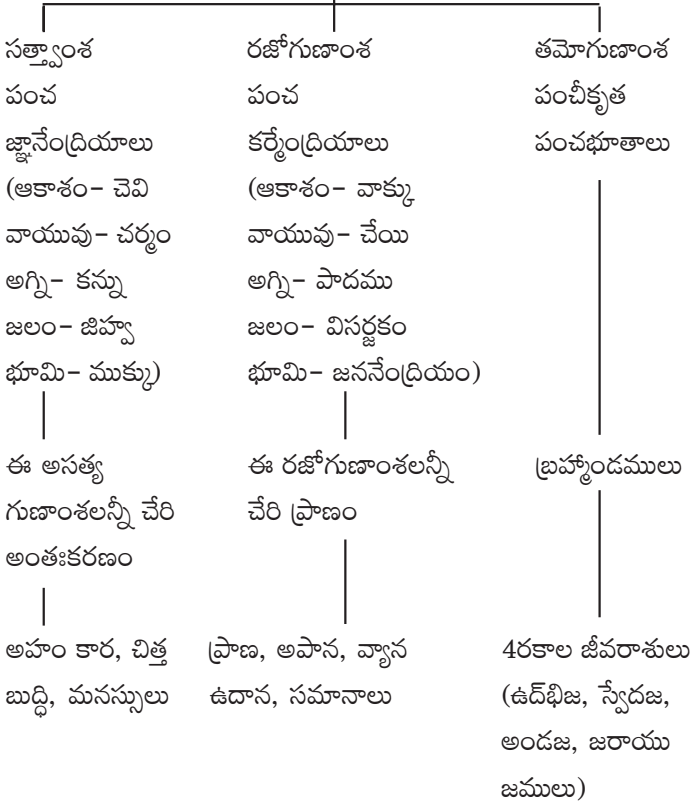 సత్త్వాంశ
పంచ
జ్ఞానేంద్రియాలు
(ఆకాశం- చెవి
వాయువు- చర్మం
అగ్ని- కన్ను
జలం- జిహ్వ
భూమి- ముక్కు)
ఈ అసత్య
గుణాంశలన్నీ చేరి
అంతఃకరణం
అహం కార, చిత్త
బుద్ధి, మనస్సులు
రజోగుణాంశ
పంచ
కర్మేంద్రియాలు
(ఆకాశం- వాక్కు
వాయువు- చేయి
అగ్ని- పాదము
జలం- విసర్జకం
భూమి- జననేంద్రియం)
ఈ రజోగుణాంశలన్నీ
చేరి ప్రాణం
ప్రాణ, అపాన, వ్యాన
ఉదాన, సమానాలు
తమోగుణాంశ
పంచీకృత
పంచభూతాలు
బ్రహ్మాండములు
4రకాల జీవరాశులు
(ఉద్‌భిజ, స్వేదజ,
అండజ, జరాయు
జములు)